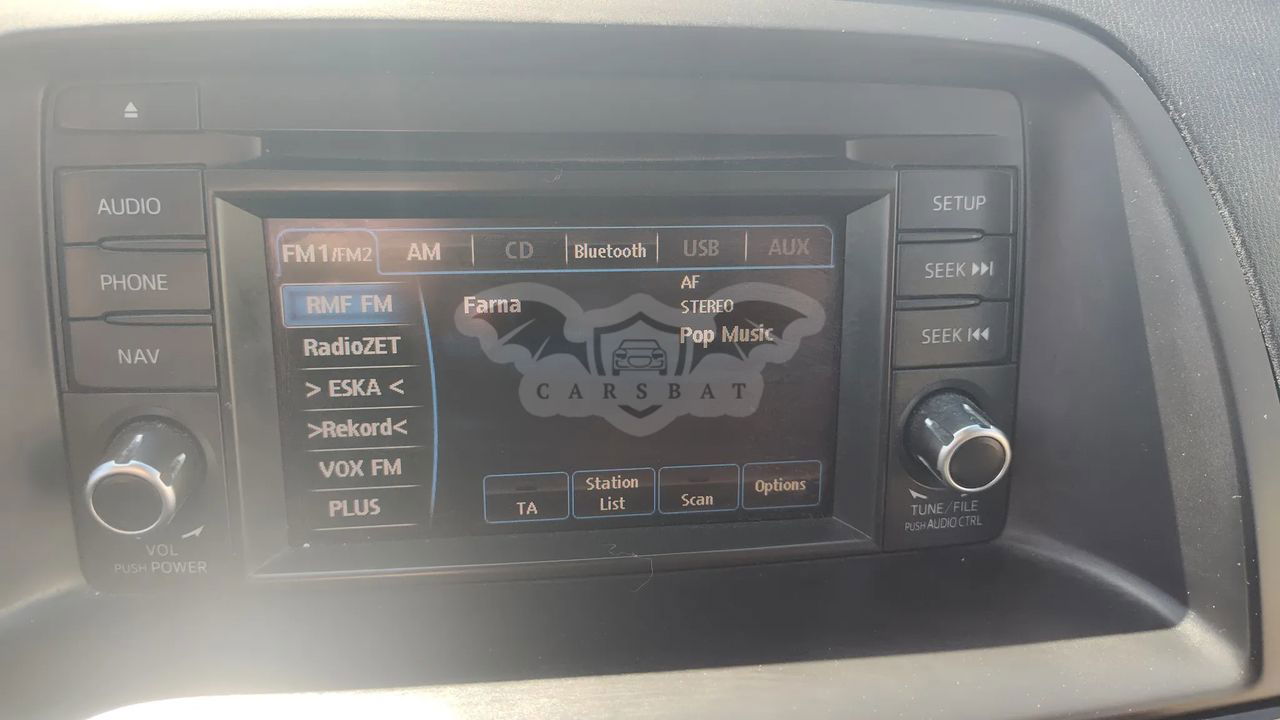 AUDIO
PHONE
NAV
VOL
PUSH POWER
FM1/FM2
AM
CD
Bluetooth
USB
AUX
RMF FM
RadioZET
> ESKA <
>Rekord<
VOX FM
PLUS
Farna
AF
STEREO
Pop Music
CARSBAT
TA
Station
List
Scan
Options
SETUP
SEEK
SEEK
TUNE/FILE
PUSH AUDIO CTRL